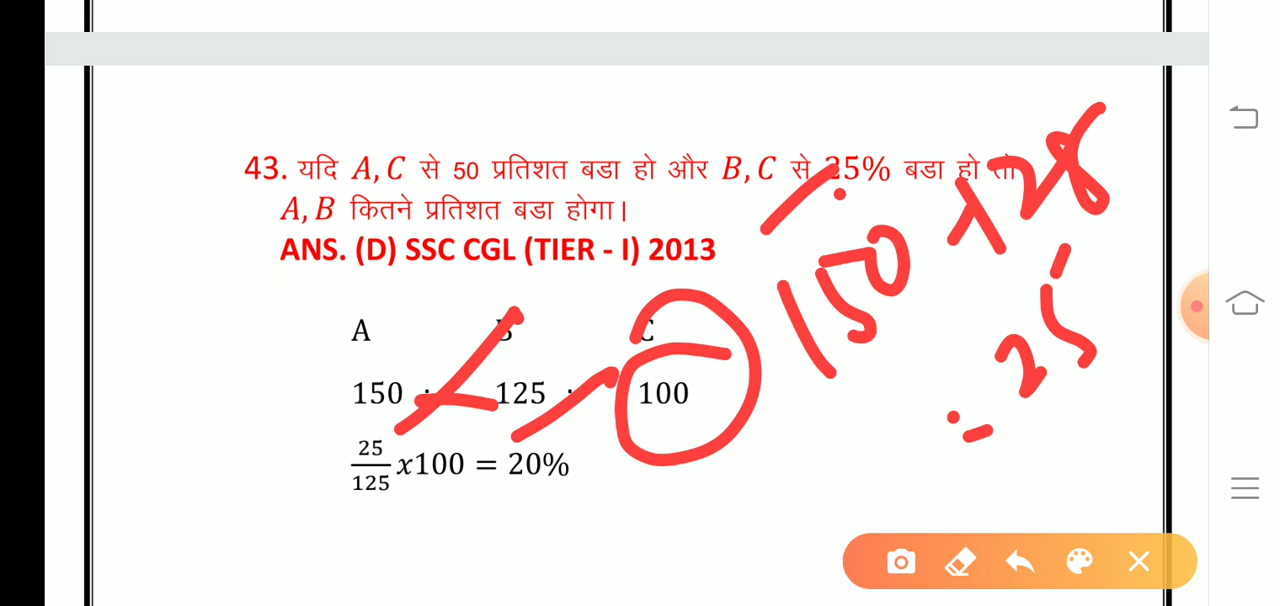 43. यदि A, C से 50 प्रतिशत बडा हो और B, C से 25% बडा हो तो
A, B कितने प्रतिशत बडा होगा।
ANS. (D) SSC CGL (TIER - I) 2013
A B C
150 : 125 : 100
25/125 x100 = 20%
150
25